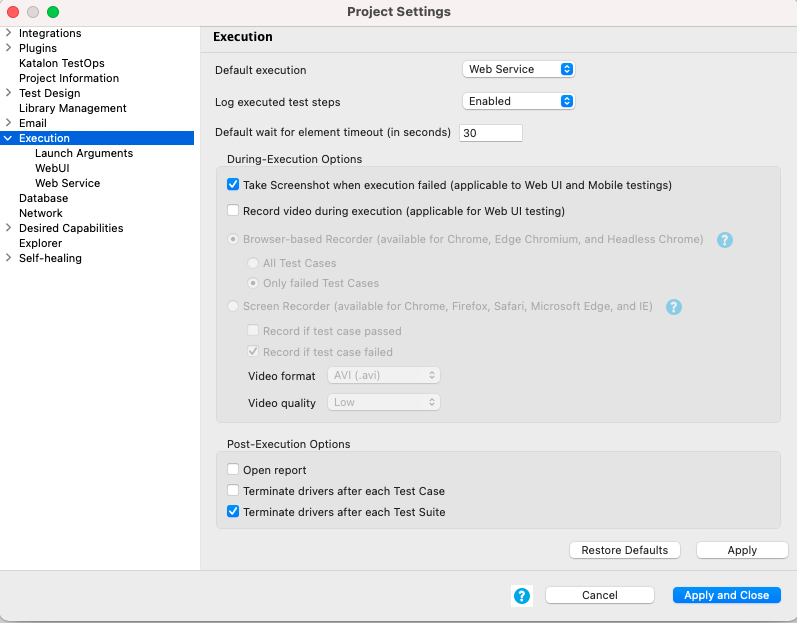 Project Settings
Integrations
Plugins
Katalon TestOps
Project Information
Test Design
Library Management
Email
Execution
Launch Arguments
WebUI
Web Service
Database
Network
Desired Capabilities
Explorer
Self-healing
Execution
Default execution Web Service
Log executed test steps Enabled
Default wait for element timeout (in seconds) 30
During-Execution Options
Take Screenshot when execution failed (applicable to Web UI and Mobile testings)
Record video during execution (applicable for Web UI testing)
Browser-based Recorder (available for Chrome, Edge Chromium, and Headless Chrome) ?
All Test Cases
Only failed Test Cases
Screen Recorder (available for Chrome, Firefox, Safari, Microsoft Edge, and IE) ?
Record if test case passed
Record if test case failed
Video format AVI (.avi)
Video quality Low
Post-Execution Options
Open report
Terminate drivers after each Test Case
Terminate drivers after each Test Suite
Restore Defaults Apply
? Cancel Apply and Close